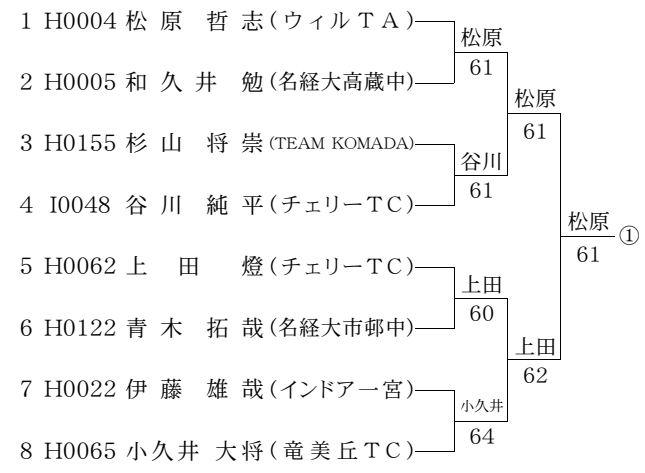 1 H0004 松原 哲志(ウィルTA)
松原
61
2 H0005 和久井 勉(名経大高蔵中)
松原
61
3 H0155 杉山 将崇(TEAM KOMADA)
谷川
61
4 I0048 谷川 純平(チェリーTC)
松原
61
①
5 H0062 上田 燈(チェリーTC)
上田
60
6 H0122 青木 拓哉(名経大市邨中)
上田
62
7 H0022 伊藤 雄哉(インドア一宮)
小久井
64
8 H0065 小久井 大将(竜美丘TC)